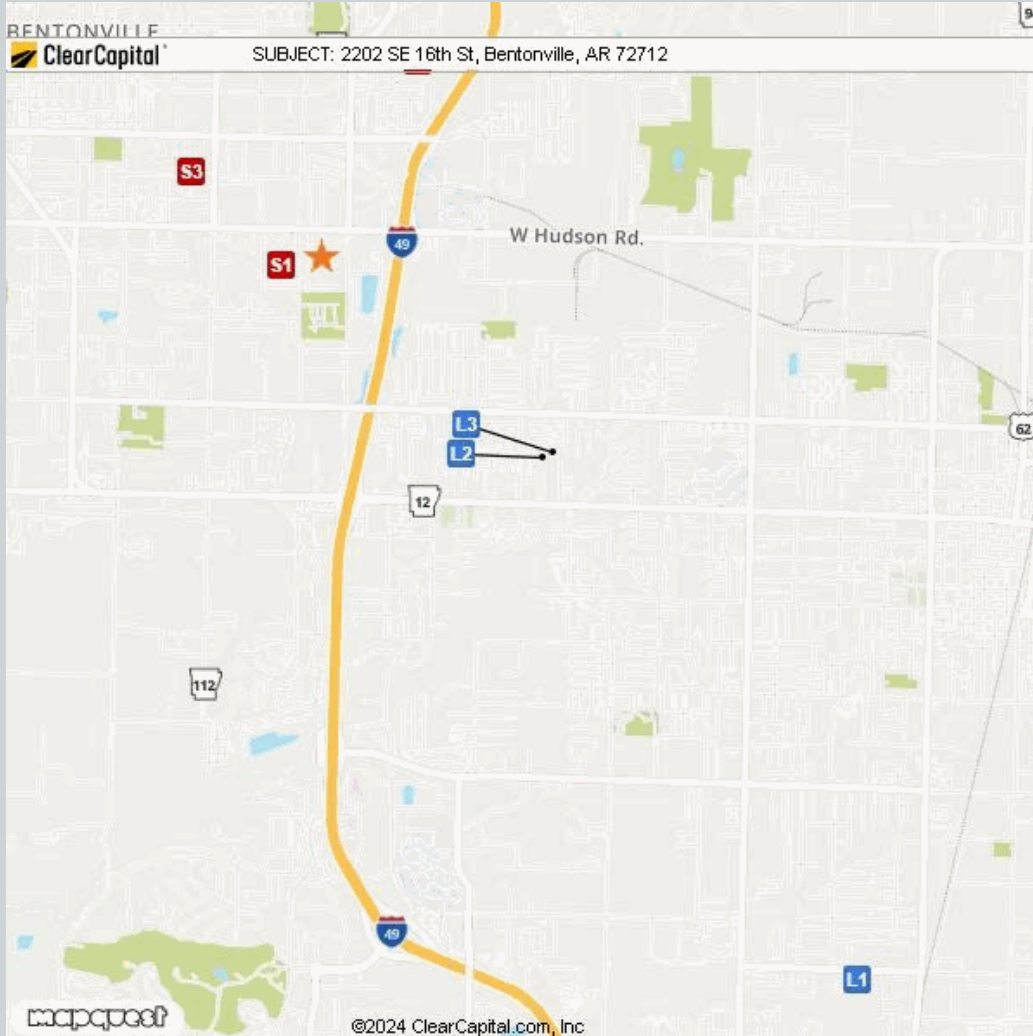 BENTONVILLE
ClearCapital
SUBJECT: 2202 SE 16th St, Bentonville, AR 72712
S3
49
W Hudson Rd.
S1
L3
L2
62
12
112
49
L1
mapquest
©2024 ClearCapital.com, Inc